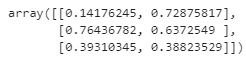 array([[0.14176245, 0.72875817],
[0.76436782, 0.6372549 ],
[0.39310345, 0.38823529]])